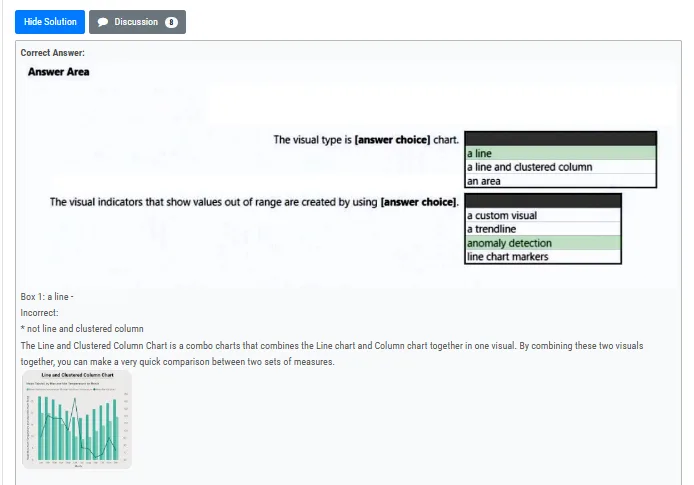 Hide Solution
Discussion 8
Correct Answer:
Answer Area
The visual type is [answer choice] chart.
a line
a line and clustered column
an area
The visual indicators that show values out of range are created by using [answer choice].
a custom visual
a trendline
anomaly detection
line chart markers
Box 1: a line -
Incorrect:
* not line and clustered column
The Line and Clustered Column Chart is a combo charts that combines the Line chart and Column chart together in one visual. By combining these two visuals
together, you can make a very quick comparison between two sets of measures.
Line and Clustered Column Chart